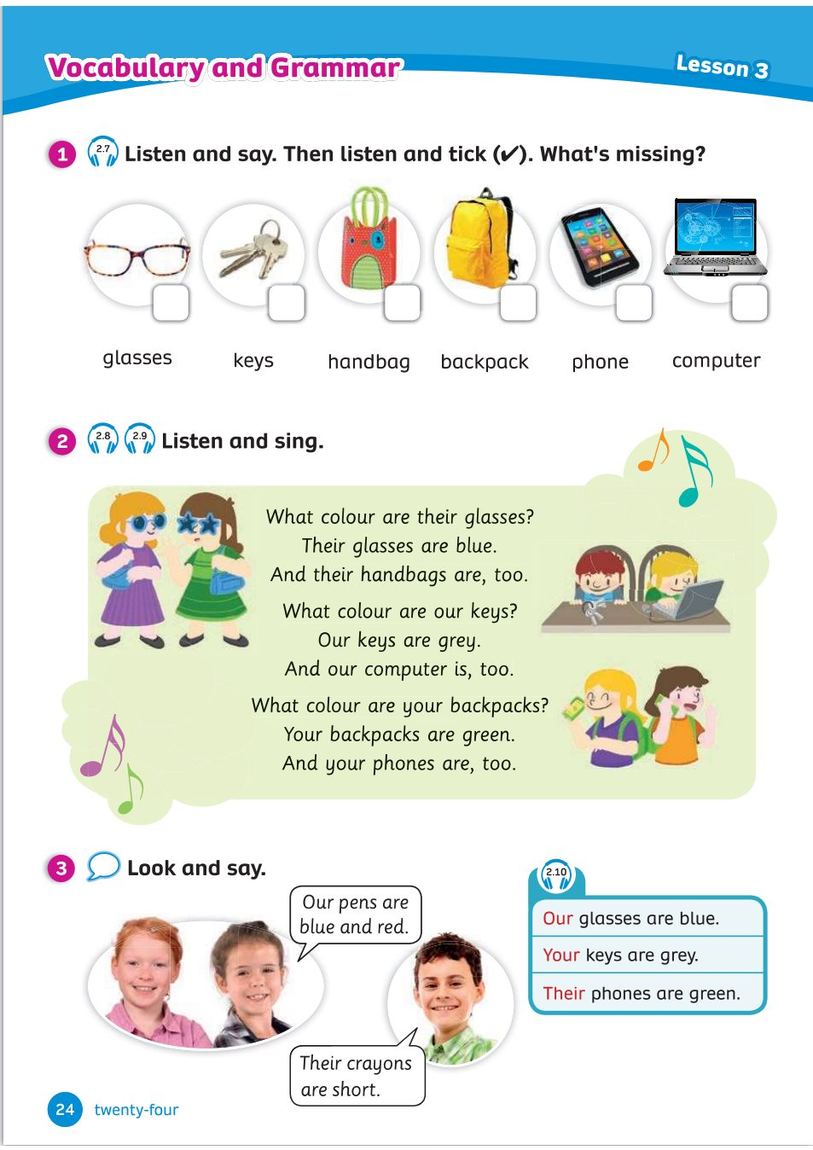 Vocabulary and Grammar
Lesson 3
1 2.7 Listen and say. Then listen and tick (✔). What's missing?
glasses keys handbag backpack phone computer
2 2.8 2.9 Listen and sing.
What colour are their glasses?
Their glasses are blue.
And their handbags are, too.
What colour are our keys?
Our keys are grey.
And our computer is, too.
What colour are your backpacks?
Your backpacks are green.
And your phones are, too.
3 Look and say.
Our pens are
blue and red.
Their crayons
are short.
2.10
Our glasses are blue.
Your keys are grey.
Their phones are green.
24 twenty-four